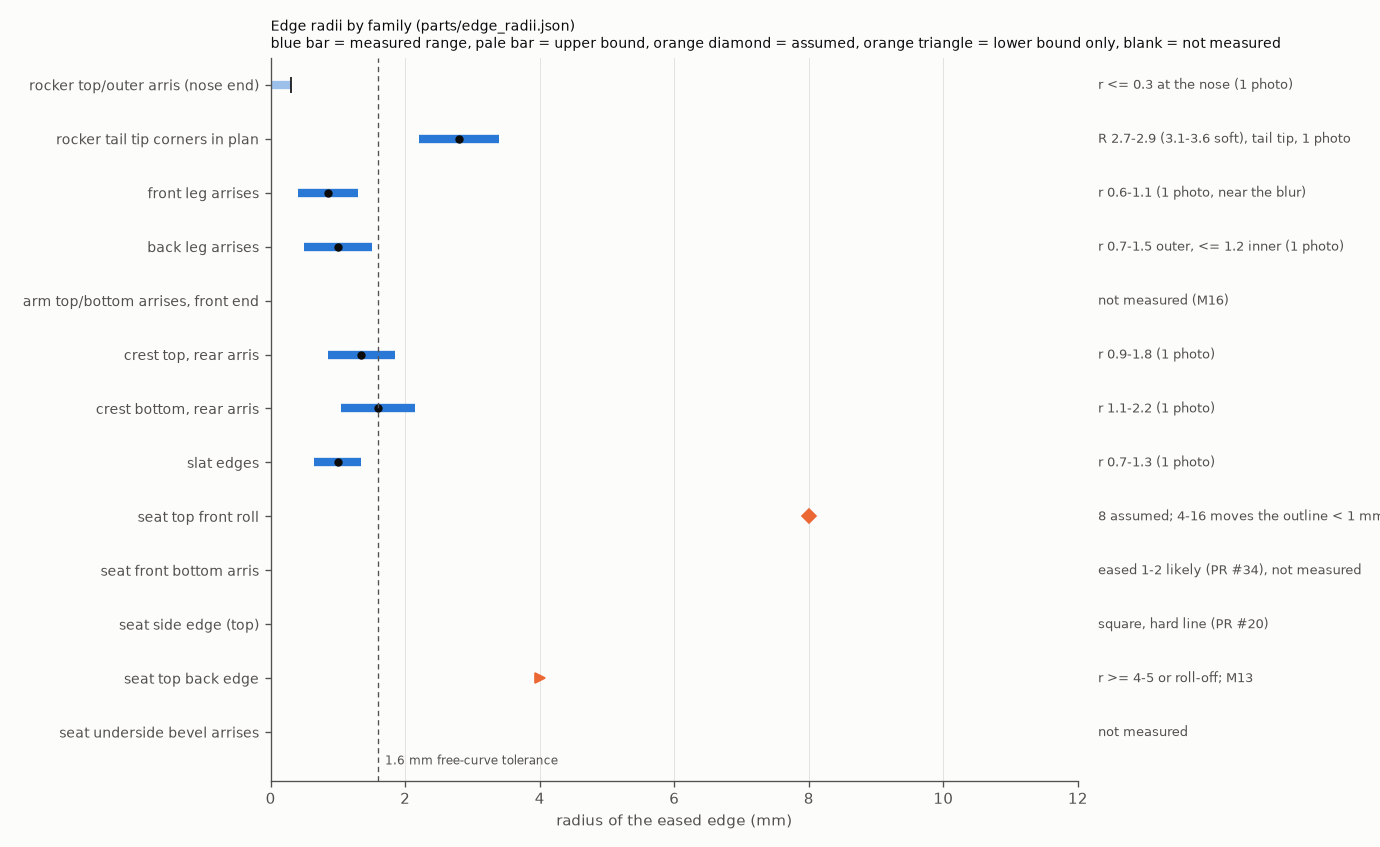 Edge radii by family (parts/edge_radii.json)
blue bar = measured range, pale bar = upper bound, orange diamond = assumed, orange triangle = lower bound only, blank = not measured
rocker top/outer arris (nose end) r <= 0.3 at the nose (1 photo)
rocker tail tip corners in plan R 2.7-2.9 (3.1-3.6 soft), tail tip, 1 photo
front leg arrises r 0.6-1.1 (1 photo, near the blur)
back leg arrises r 0.7-1.5 outer, <= 1.2 inner (1 photo)
arm top/bottom arrises, front end not measured (M16)
crest top, rear arris r 0.9-1.8 (1 photo)
crest bottom, rear arris r 1.1-2.2 (1 photo)
slat edges r 0.7-1.3 (1 photo)
seat top front roll 8 assumed; 4-16 moves the outline < 1 mm
seat front bottom arris eased 1-2 likely (PR #34), not measured
seat side edge (top) square, hard line (PR #20)
seat top back edge r >= 4-5 or roll-off; M13
seat underside bevel arrises not measured
1.6 mm free-curve tolerance
0 2 4 6 8 10 12
radius of the eased edge (mm)